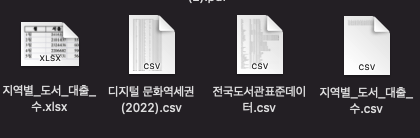 XLSX
CSV
CSV
CSV
지역별_도서_대출_
수.xlsx
디지털 문화역세권
(2022).csv
전국도서관표준데이
터.csv
지역별_도서_대출_
수.csv